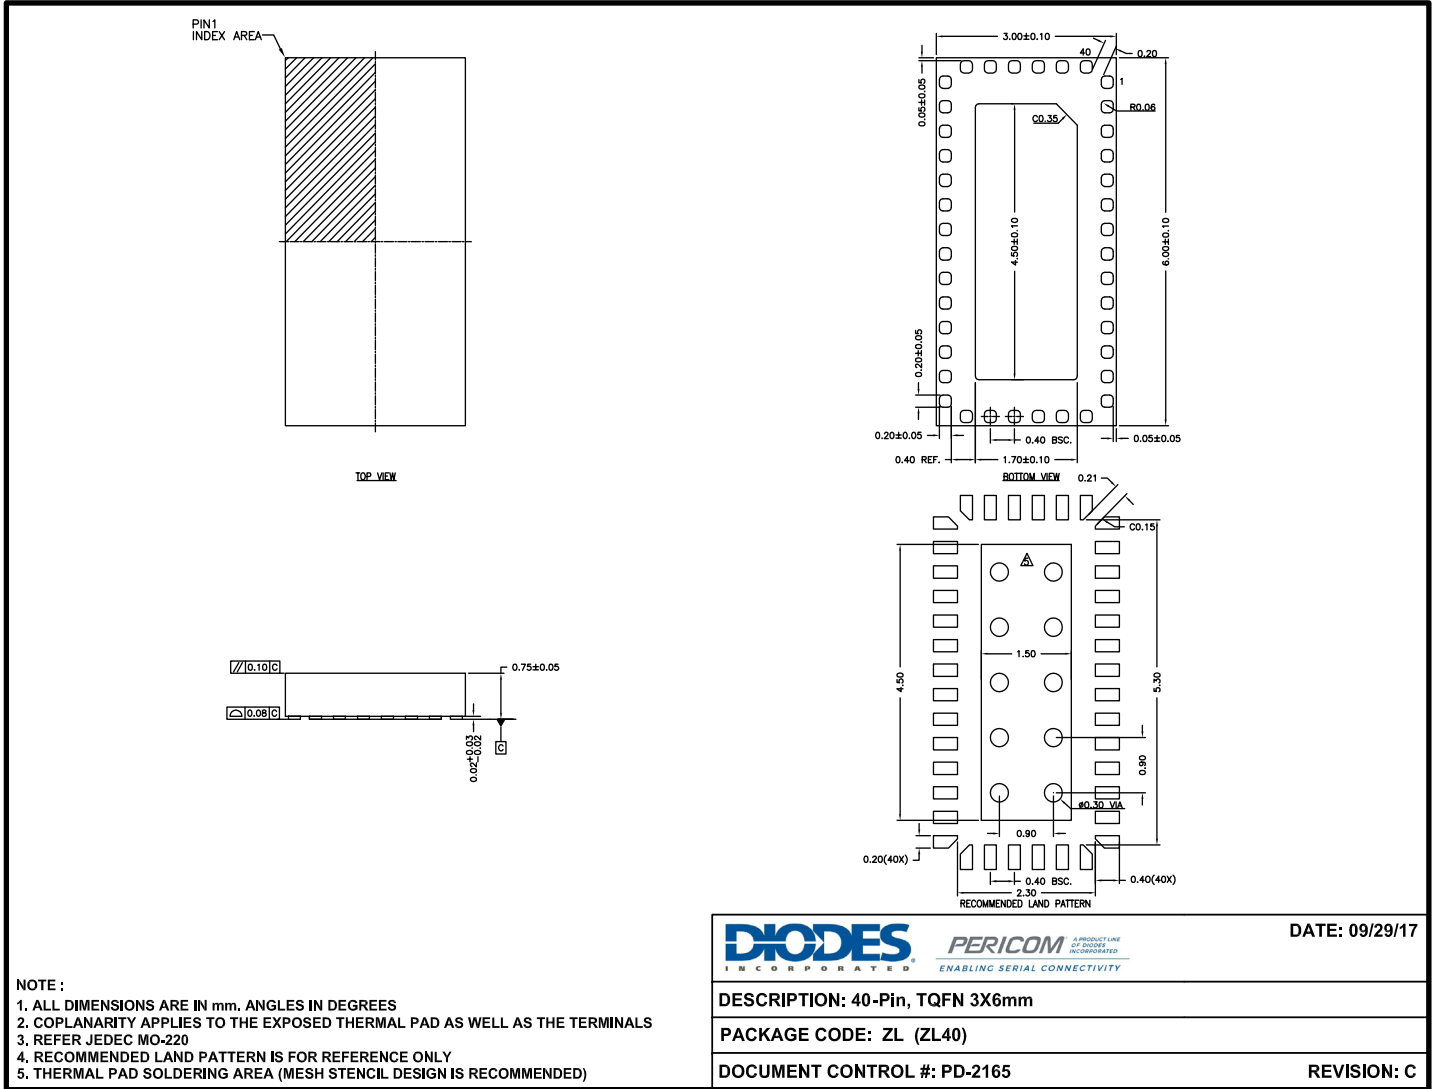 PIN1
INDEX AREA
TOP VIEW
3.00±0.10
40
0.20
1
R0.06
0.05±0.05
C0.35
4.50±0.10
6.00±0.10
0.20±0.05
0.20±0.05
0.40 BSC.
0.05±0.05
0.40 REF.
1.70±0.10
BOTTOM VIEW
0.21
C0.15
5
1.50
4.50
5.30
0.90
ø0.30 VIA
0.90
0.20(40X)
0.40 BSC.
0.40(40X)
2.30
RECOMMENDED LAND PATTERN
// 0.10 C
0.08 C
0.75±0.05
0.02+0.03
-0.02
C
NOTE :
1. ALL DIMENSIONS ARE IN mm. ANGLES IN DEGREES
2. COPLANARITY APPLIES TO THE EXPOSED THERMAL PAD AS WELL AS THE TERMINALS
3. REFER JEDEC MO-220
4. RECOMMENDED LAND PATTERN IS FOR REFERENCE ONLY
5. THERMAL PAD SOLDERING AREA (MESH STENCIL DESIGN IS RECOMMENDED)
DIODES
INCORPORATED
PERICOM
A PRODUCT LINE
OF DIODES
INCORPORATED
ENABLING SERIAL CONNECTIVITY
DATE: 09/29/17
DESCRIPTION: 40-Pin, TQFN 3X6mm
PACKAGE CODE: ZL (ZL40)
DOCUMENT CONTROL #: PD-2165
REVISION: C